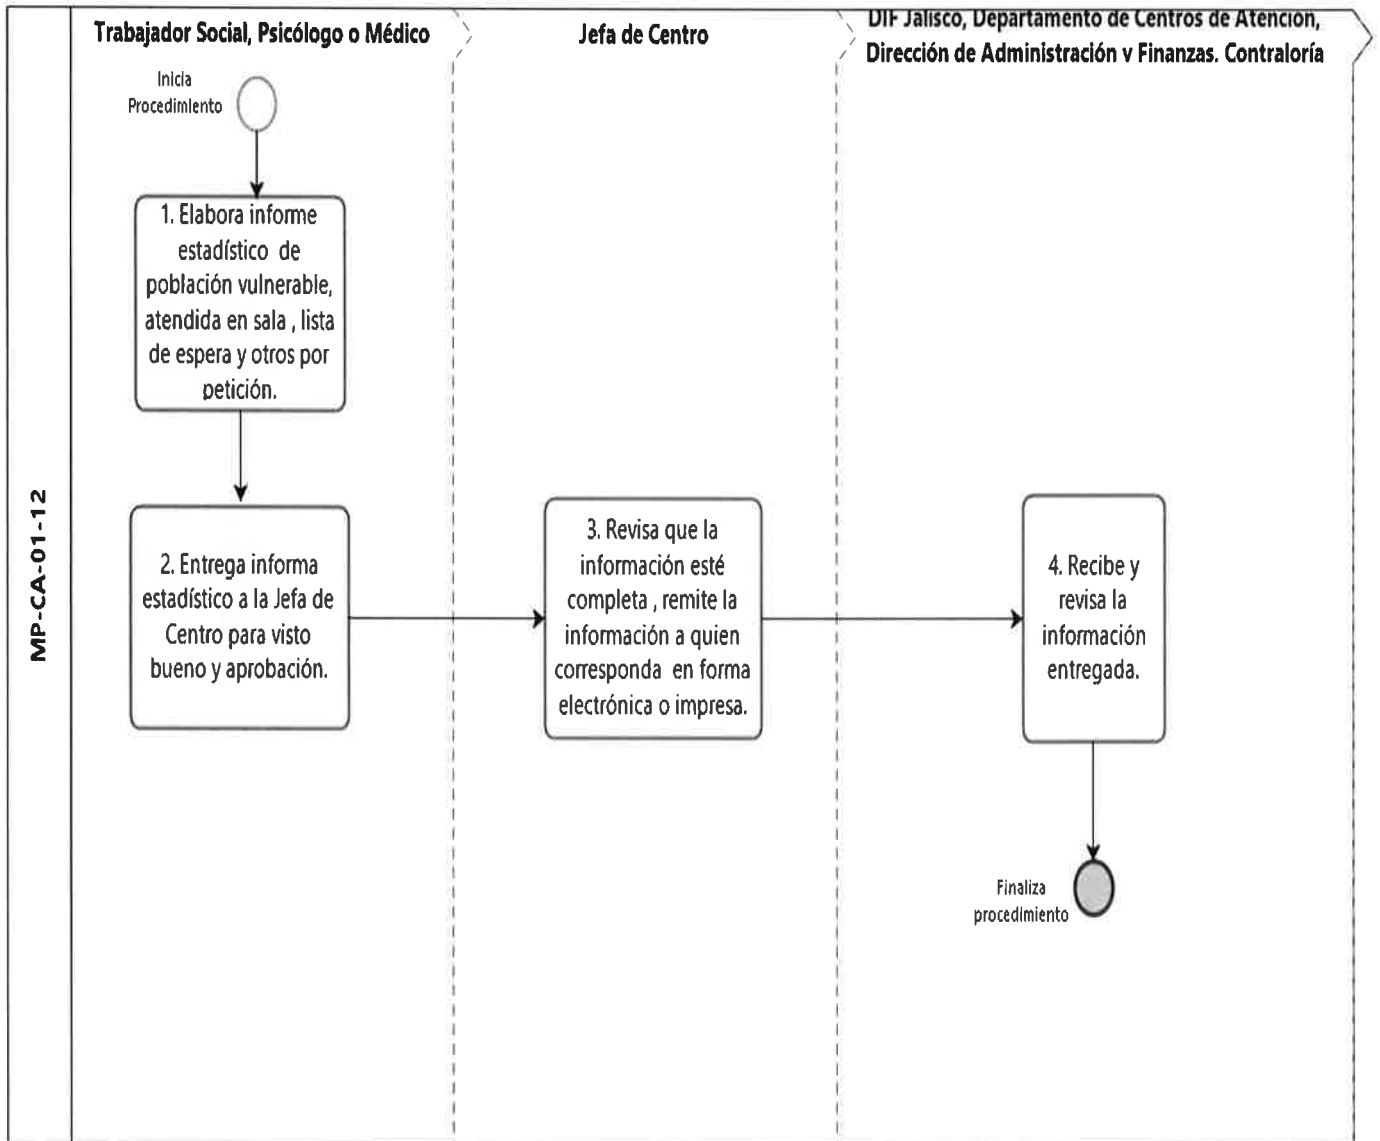 Trabajador Social, Psicólogo o Médico
Jefa de Centro
DIF Jalisco, Departamento de Centros de Atención,
Dirección de Administración y Finanzas. Contraloría
Inicia
Procedimiento
1. Elabora informe
estadístico de
población vulnerable,
atendida en sala , lista
de espera y otros por
petición.
MP-CA-01-12
2. Entrega informa
estadístico a la Jefa de
Centro para visto
bueno y aprobación.
3. Revisa que la
información esté
completa , remite la
información a quien
corresponda en forma
electrónica o impresa.
4. Recibe y
revisa la
información
entregada.
Finaliza
procedimiento